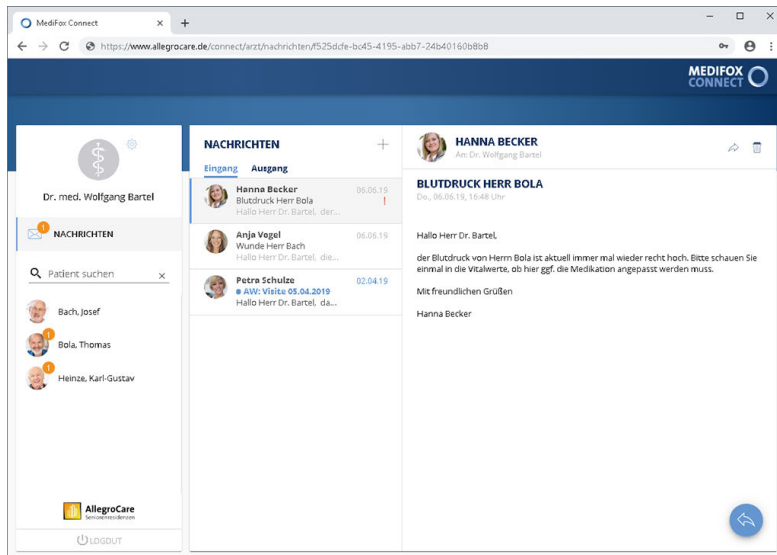 MediFox Connect
https://www.allegrocare.de/connect/arzt/nachrichten/f525dcfe-bc45-4195-abb7-24b40160b8b8
MEDIFOX
CONNECT
Dr. med. Wolfgang Bartel
1
NACHRICHTEN
Patient suchen
Bach, Josef
1
Bola, Thomas
1
Heinze, Karl-Gustav
AllegroCare
Seniorenresidenzen
LOGOUT
NACHRICHTEN
Eingang Ausgang
Hanna Becker 06.06.19
Blutdruck Herr Bola !
Hallo Herr Dr. Bartel, der...
Anja Vogel 06.06.19
Wunde Herr Bach
Hallo Herr Dr. Bartel, die...
Petra Schulze 02.04.19
AW: Visite 05.04.2019
Hallo Herr Dr. Bartel, da...
HANNA BECKER
An: Dr. Wolfgang Bartel
BLUTDRUCK HERR BOLA
Do., 06.06.19, 16:48 Uhr
Hallo Herr Dr. Bartel,
der Blutdruck von Herrn Bola ist aktuell immer mal wieder recht hoch. Bitte schauen Sie
einmal in die Vitalwerte, ob hier ggf. die Medikation angepasst werden muss.
Mit freundlichen Grüßen
Hanna Becker